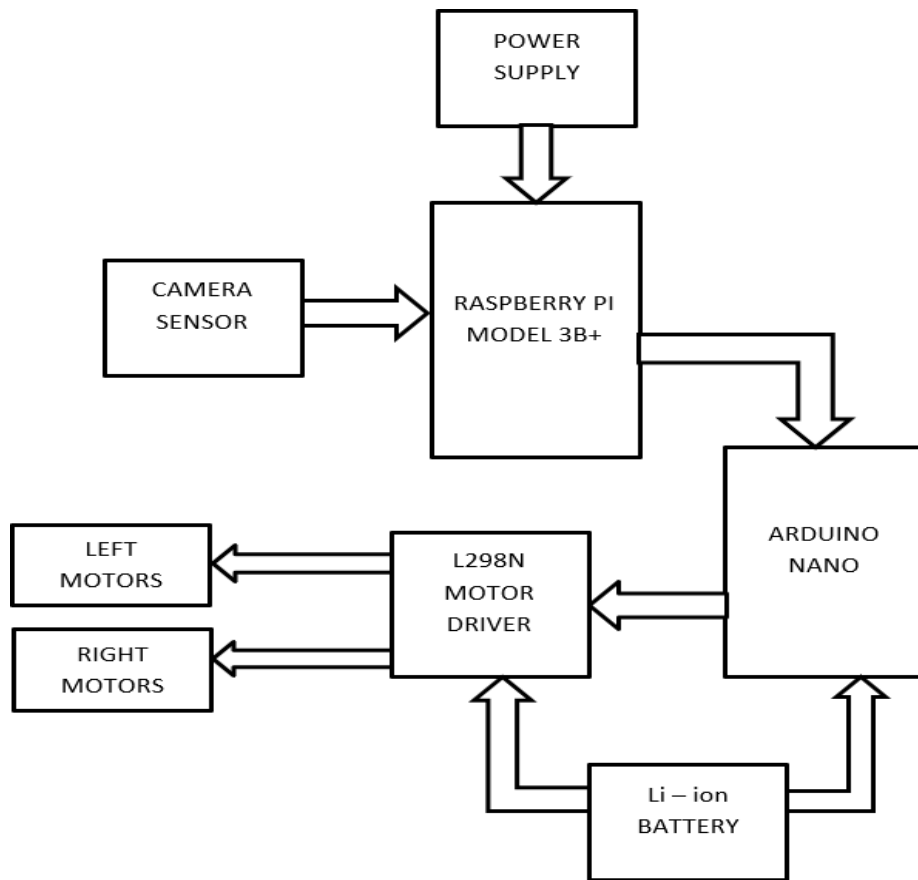 POWER
SUPPLY
CAMERA
SENSOR
RASPBERRY PI
MODEL 3B+
ARDUINO
NANO
LEFT
MOTORS
L298N
MOTOR
DRIVER
RIGHT
MOTORS
Li – ion
BATTERY